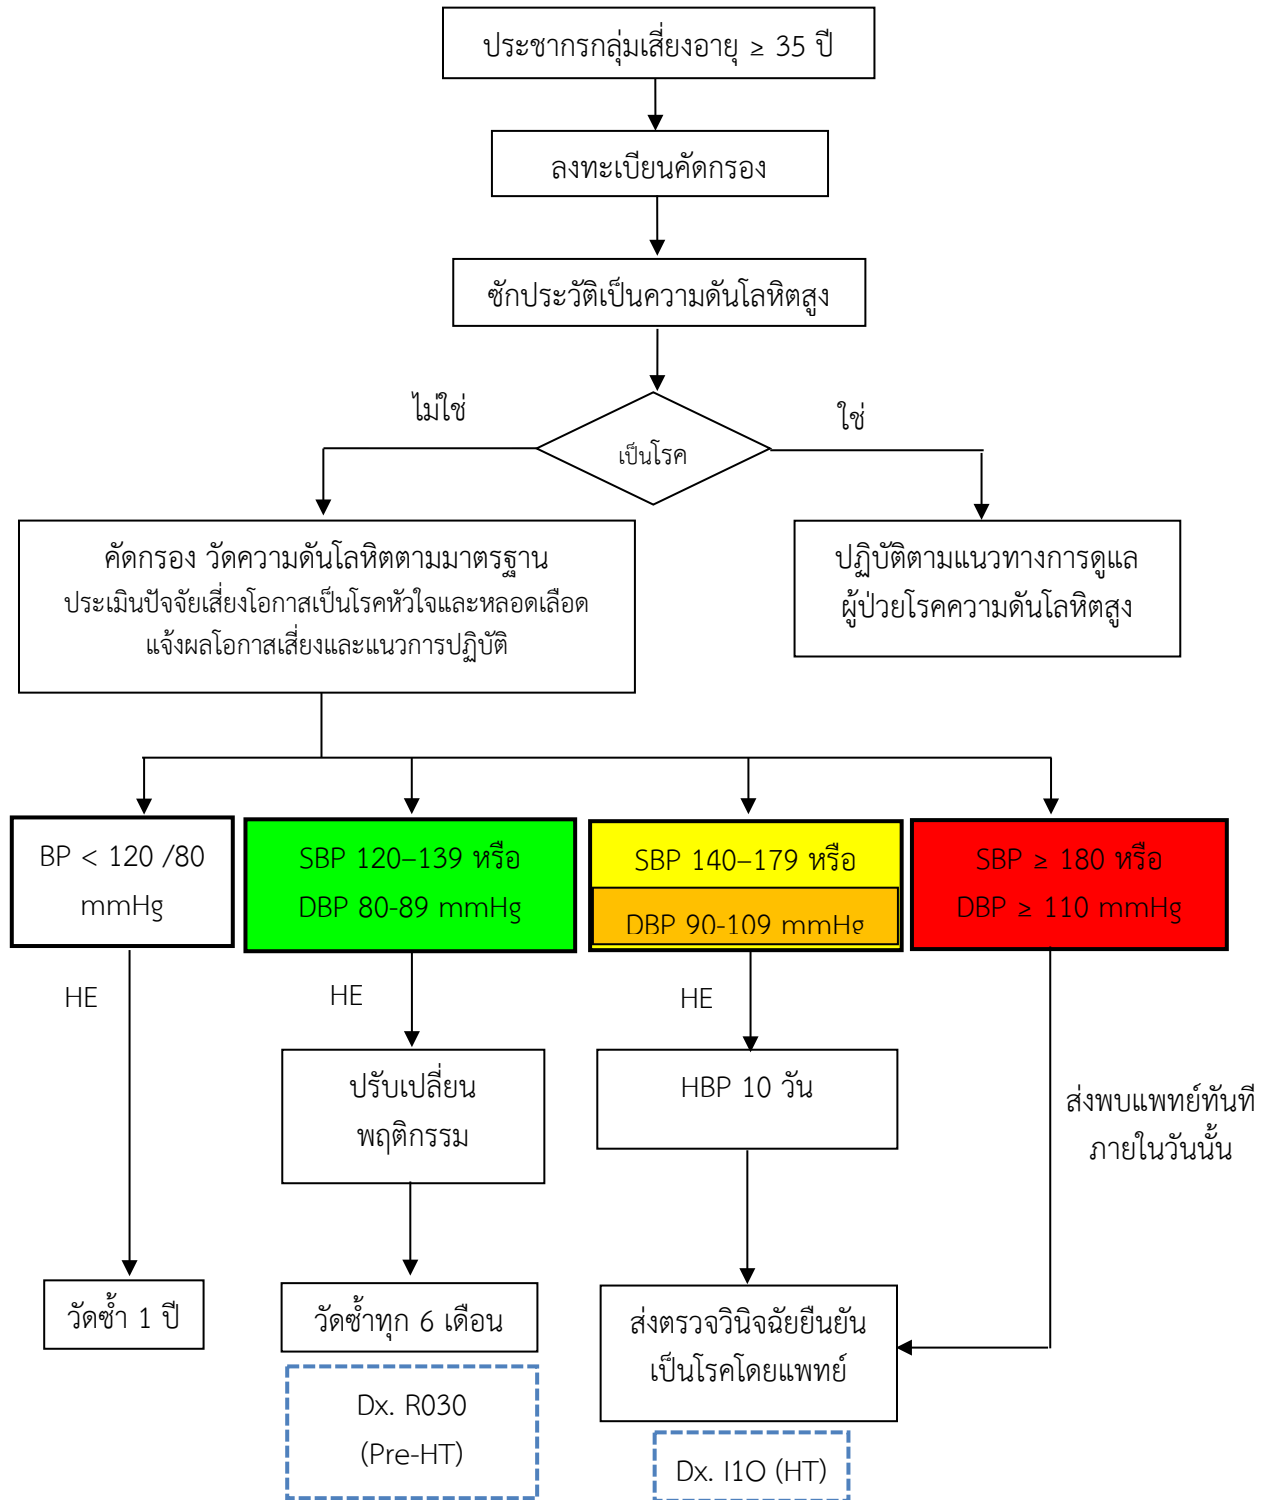 ประชากรกลุ่มเสี่ยงอายุ ≥ 35 ปี
ลงทะเบียนคัดกรอง
ซักประวัติเป็นความดันโลหิตสูง
ไม่ใช่
ใช่
เป็นโรค
คัดกรอง วัดความดันโลหิตตามมาตรฐาน
ประเมินปัจจัยเสี่ยงโอกาสเป็นโรคหัวใจและหลอดเลือด
แจ้งผลโอกาสเสี่ยงและแนวการปฏิบัติ
ปฏิบัติตามแนวทางการดูแล
ผู้ป่วยโรคความดันโลหิตสูง
BP < 120 /80
mmHg
SBP 120–139 หรือ
DBP 80-89 mmHg
SBP 140–179 หรือ
DBP 90-109 mmHg
SBP ≥ 180 หรือ
DBP ≥ 110 mmHg
HE
HE
HE
ปรับเปลี่ยน
พฤติกรรม
HBP 10 วัน
ส่งพบแพทย์ทันที
ภายในวันนั้น
วัดซ้ำ 1 ปี
วัดซ้ำทุก 6 เดือน
ส่งตรวจวินิจฉัยยืนยัน
เป็นโรคโดยแพทย์
Dx. R030
(Pre-HT)
Dx. I1O (HT)